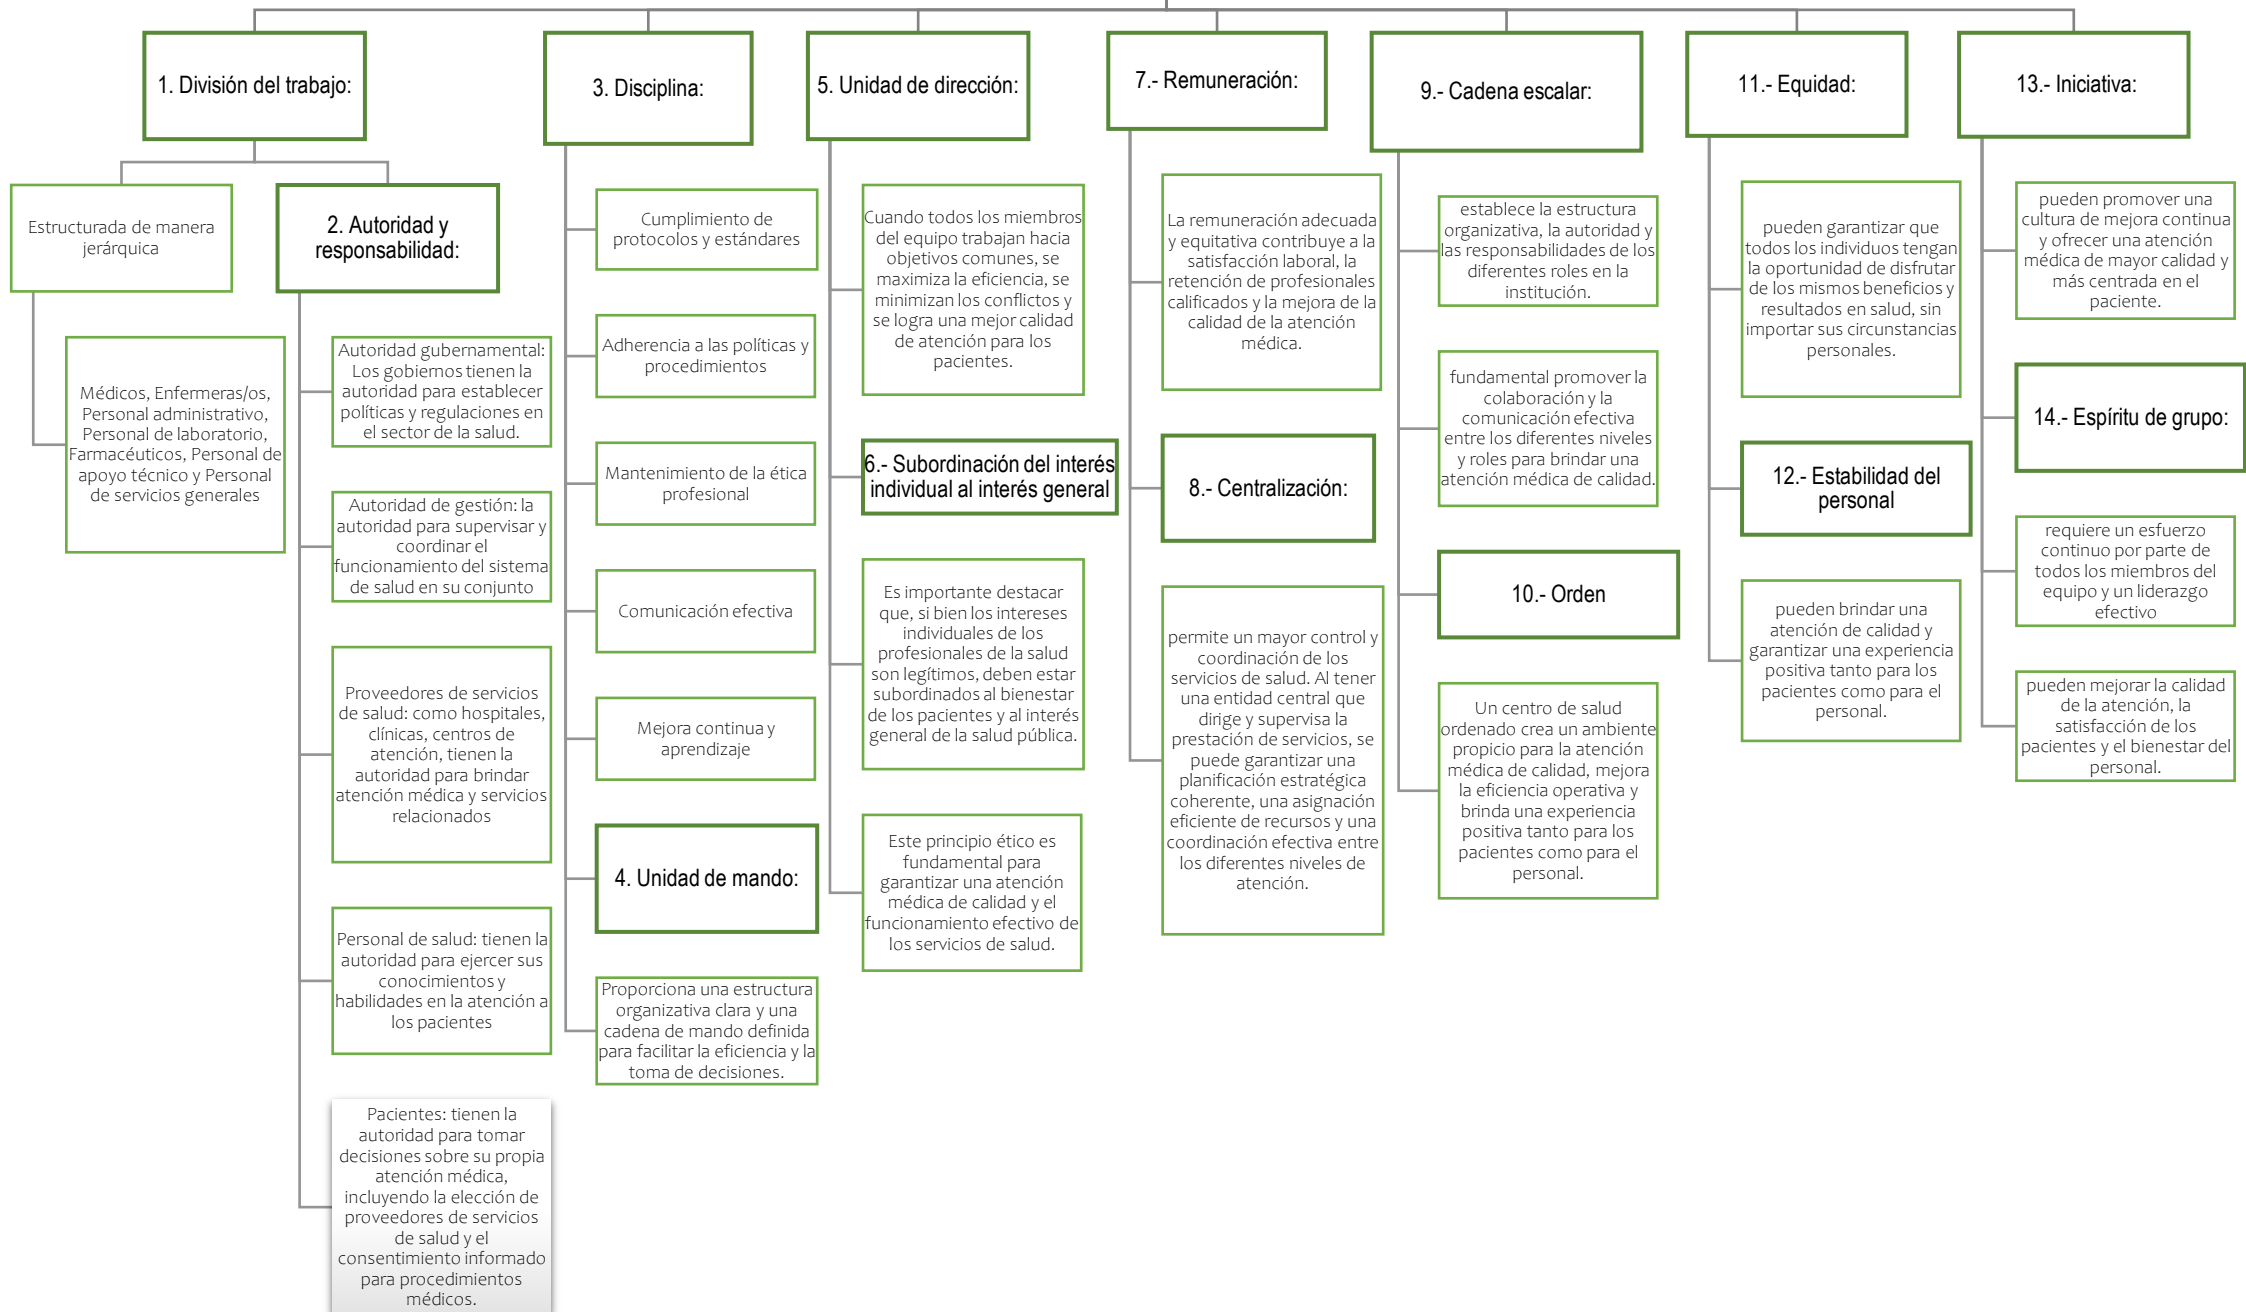 1. División del trabajo:
Estructurada de manera
jerárquica
Médicos, Enfermeras/os,
Personal administrativo,
Personal de laboratorio,
Farmacéuticos, Personal de
apoyo técnico y Personal
de servicios generales
2. Autoridad y
responsabilidad:
Autoridad gubernamental:
Los gobiernos tienen la
autoridad para establecer
políticas y regulaciones en
el sector de la salud.
Autoridad de gestión: la
autoridad para supervisar y
coordinar el
funcionamiento del sistema
de salud en su conjunto
Proveedores de servicios
de salud: como hospitales,
clínicas, centros de
atención, tienen la
autoridad para brindar
atención médica y servicios
relacionados
Personal de salud: tienen la
autoridad para ejercer sus
conocimientos y
habilidades en la atención a
los pacientes
Pacientes: tienen la
autoridad para tomar
decisiones sobre su propia
atención médica,
incluyendo la elección de
proveedores de servicios
de salud y el
consentimiento informado
para procedimientos
médicos.
3. Disciplina:
Cumplimiento de
protocolos y estándares
Adherencia a las políticas y
procedimientos
Mantenimiento de la ética
profesional
Comunicación efectiva
Mejora continua y
aprendizaje
4. Unidad de mando:
Proporciona una estructura
organizativa clara y una
cadena de mando definida
para facilitar la eficiencia y la
toma de decisiones.
5. Unidad de dirección:
Cuando todos los miembros
del equipo trabajan hacia
objetivos comunes, se
maximiza la eficiencia, se
minimizan los conflictos y
se logra una mejor calidad
de atención para los
pacientes.
6.- Subordinación del interés
individual al interés general
Es importante destacar
que, si bien los intereses
individuales de los
profesionales de la salud
son legítimos, deben estar
subordinados al bienestar
de los pacientes y al interés
general de la salud pública.
Este principio ético es
fundamental para
garantizar una atención
médica de calidad y el
funcionamiento efectivo de
los servicios de salud.
7.- Remuneración:
La remuneración adecuada
y equitativa contribuye a la
satisfacción laboral, la
retención de profesionales
calificados y la mejora de la
calidad de la atención
médica.
8.- Centralización:
permite un mayor control y
coordinación de los
servicios de salud. Al tener
una entidad central que
dirige y supervisa la
prestación de servicios, se
puede garantizar una
planificación estratégica
coherente, una asignación
eficiente de recursos y una
coordinación efectiva entre
los diferentes niveles de
atención.
9.- Cadena escalar:
establece la estructura
organizativa, la autoridad y
las responsabilidades de los
diferentes roles en la
institución.
fundamental promover la
colaboración y la
comunicación efectiva
entre los diferentes niveles
y roles para brindar una
atención médica de calidad.
10.- Orden
Un centro de salud
ordenado crea un ambiente
propicio para la atención
médica de calidad, mejora
la eficiencia operativa y
brinda una experiencia
positiva tanto para los
pacientes como para el
personal.
11.- Equidad:
pueden garantizar que
todos los individuos tengan
la oportunidad de disfrutar
de los mismos beneficios y
resultados en salud, sin
importar sus circunstancias
personales.
12.- Estabilidad del
personal
pueden brindar una
atención de calidad y
garantizar una experiencia
positiva tanto para los
pacientes como para el
personal.
13.- Iniciativa:
pueden promover una
cultura de mejora continua
y ofrecer una atención
médica de mayor calidad y
más centrada en el
paciente.
14.- Espíritu de grupo:
requiere un esfuerzo
continuo por parte de
todos los miembros del
equipo y un liderazgo
efectivo
pueden mejorar la calidad
de la atención, la
satisfacción de los
pacientes y el bienestar del
personal.